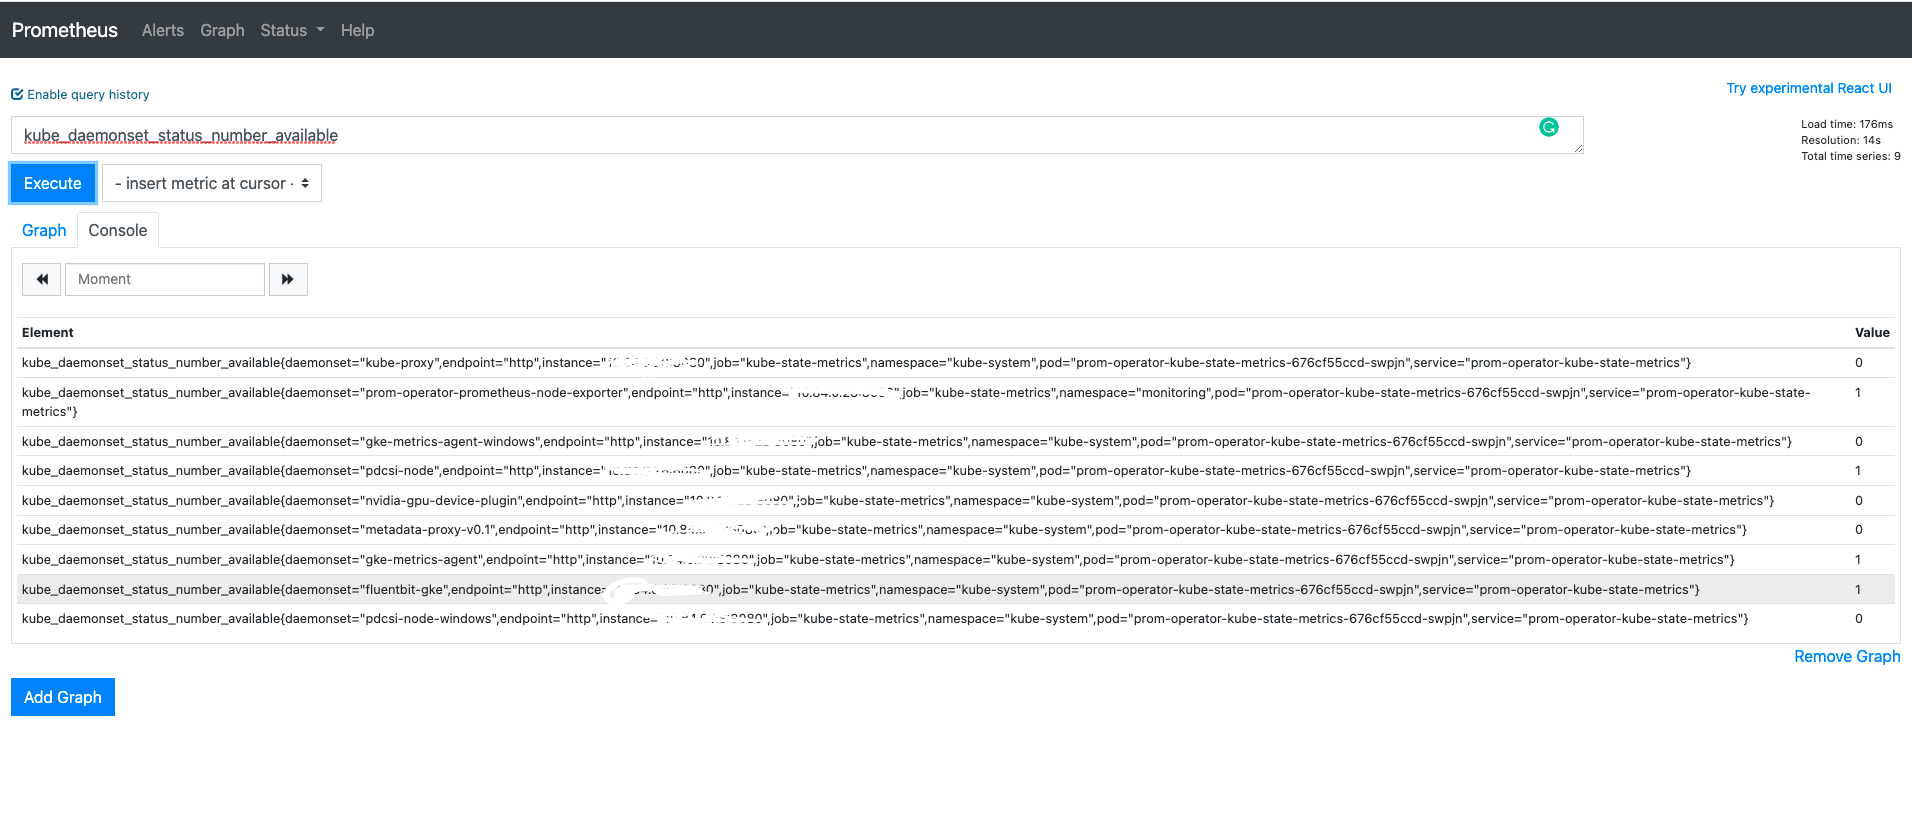 Prometheus Alerts Graph Status Help
Enable query history
Try experimental React UI
kube_daemonset_status_number_available
Load time: 176ms
Resolution: 14s
Total time series: 9
Execute - insert metric at cursor -
Graph Console
Moment
Element Value
kube_daemonset_status_number_available{daemonset="kube-proxy",endpoint="http",instance=" ",job="kube-state-metrics",namespace="kube-system",pod="prom-operator-kube-state-metrics-676cf55ccd-swpjn",service="prom-operator-kube-state-metrics"} 0
kube_daemonset_status_number_available{daemonset="prom-operator-prometheus-node-exporter",endpoint="http",instance= job="kube-state-metrics",namespace="monitoring",pod="prom-operator-kube-state-metrics-676cf55ccd-swpjn",service="prom-operator-kube-state- 1
metrics"}
kube_daemonset_status_number_available{daemonset="gke-metrics-agent-windows",endpoint="http",instance= job="kube-state-metrics",namespace="kube-system",pod="prom-operator-kube-state-metrics-676cf55ccd-swpjn",service="prom-operator-kube-state-metrics"} 0
kube_daemonset_status_number_available{daemonset="pdcsi-node",endpoint="http",instance=" ",job="kube-state-metrics",namespace="kube-system",pod="prom-operator-kube-state-metrics-676cf55ccd-swpjn",service="prom-operator-kube-state-metrics"} 1
kube_daemonset_status_number_available{daemonset="nvidia-gpu-device-plugin",endpoint="http",instance=" ",job="kube-state-metrics",namespace="kube-system",pod="prom-operator-kube-state-metrics-676cf55ccd-swpjn",service="prom-operator-kube-state-metrics"} 0
kube_daemonset_status_number_available{daemonset="metadata-proxy-v0.1",endpoint="http",instance=" job="kube-state-metrics",namespace="kube-system",pod="prom-operator-kube-state-metrics-676cf55ccd-swpjn",service="prom-operator-kube-state-metrics"} 0
kube_daemonset_status_number_available{daemonset="gke-metrics-agent",endpoint="http",instance= ",job="kube-state-metrics",namespace="kube-system",pod="prom-operator-kube-state-metrics-676cf55ccd-swpjn",service="prom-operator-kube-state-metrics"} 1
kube_daemonset_status_number_available{daemonset="fluentbit-gke",endpoint="http",instance= ",job="kube-state-metrics",namespace="kube-system",pod="prom-operator-kube-state-metrics-676cf55ccd-swpjn",service="prom-operator-kube-state-metrics"} 1
kube_daemonset_status_number_available{daemonset="pdcsi-node-windows",endpoint="http",instance= ",job="kube-state-metrics",namespace="kube-system",pod="prom-operator-kube-state-metrics-676cf55ccd-swpjn",service="prom-operator-kube-state-metrics"} 0
Remove Graph
Add Graph